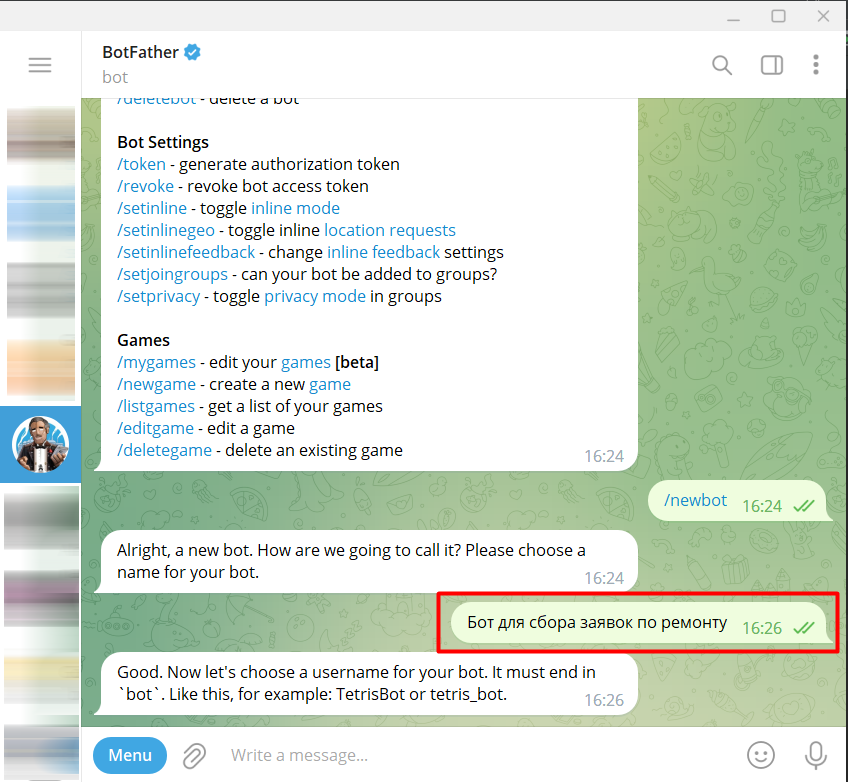 BotFather
bot
/deletebot - delete a bot
Bot Settings
/token - generate authorization token
/revoke - revoke bot access token
/setinline - toggle inline mode
/setinlinegeo - toggle inline location requests
/setinlinefeedback - change inline feedback settings
/setjoingroups - can your bot be added to groups?
/setprivacy - toggle privacy mode in groups
Games
/mygames - edit your games [beta]
/newgame - create a new game
/listgames - get a list of your games
/editgame - edit a game
/deletegame - delete an existing game
16:24
/newbot 16:24
Alright, a new bot. How are we going to call it? Please choose a
name for your bot.
16:24
Бот для сбора заявок по ремонту 16:26
Good. Now let's choose a username for your bot. It must end in
`bot`. Like this, for example: TetrisBot or tetris_bot.
16:26
Menu
Write a message...